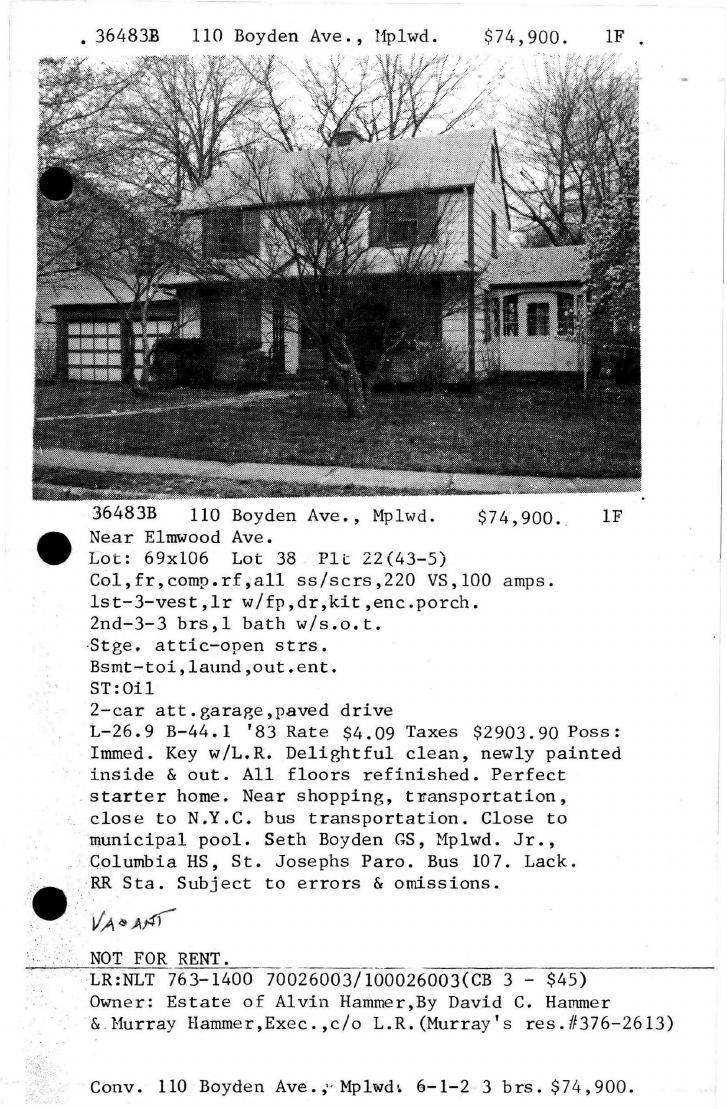 . 36483B 110 Boyden Ave., Mplwd. $74,900. 1F .
36483B 110 Boyden Ave., Mplwd. $74,900. 1F
Near Elmwood Ave.
Lot: 69x106 Lot 38 Plt 22(43-5)
Col,fr,comp.rf,all ss/scrs,220 VS,100 amps.
1st-3-vest,lr w/fp,dr,kit,enc.porch.
2nd-3-3 brs,1 bath w/s.o.t.
Stge. attic-open strs.
Bsmt-toi,laund,out.ent.
ST:Oil
2-car att.garage,paved drive
L-26.9 B-44.1 '83 Rate $4.09 Taxes $2903.90 Poss:
Immed. Key w/L.R. Delightful clean, newly painted
inside & out. All floors refinished. Perfect
starter home. Near shopping, transportation,
close to N.Y.C. bus transportation. Close to
municipal pool. Seth Boyden GS, Mplwd. Jr.,
Columbia HS, St. Josephs Paro. Bus 107. Lack.
RR Sta. Subject to errors & omissions.
VACANT
NOT FOR RENT.
LR:NLT 763-1400 70026003/100026003(CB 3 - $45)
Owner: Estate of Alvin Hammer,By David C. Hammer
& Murray Hammer,Exec.,c/o L.R.(Murray's res.#376-2613)
Conv. 110 Boyden Ave., Mplwd. 6-1-2 3 brs. $74,900.